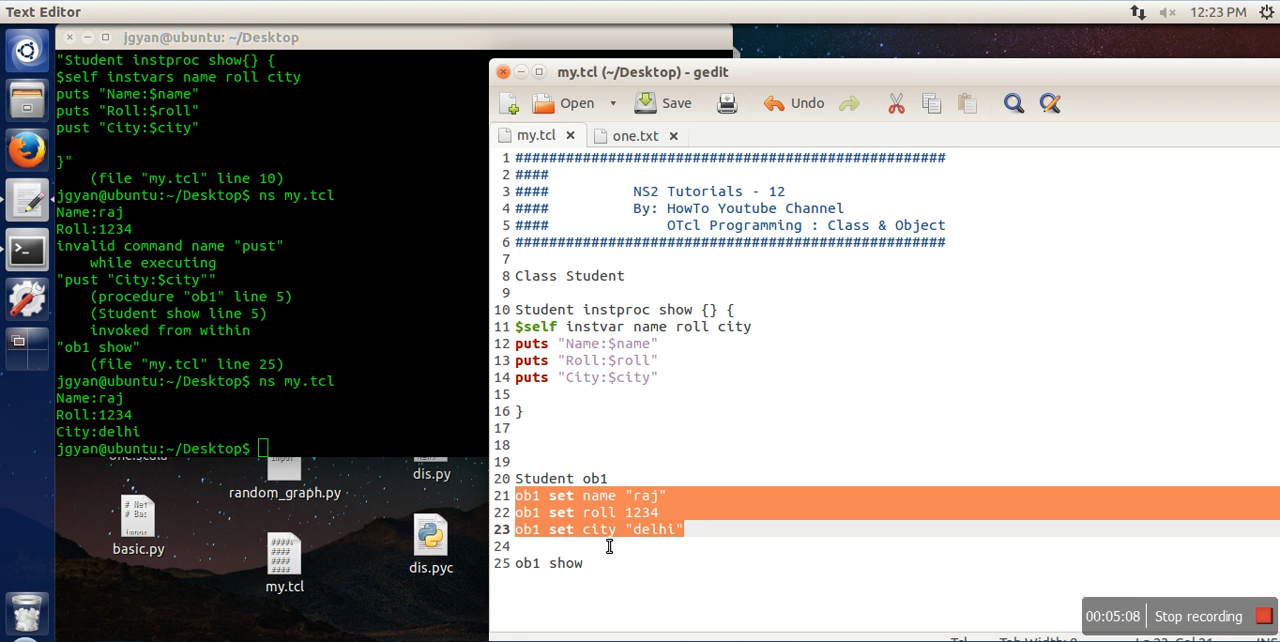 Text Editor
12:23 PM
jgyan@ubuntu: ~/Desktop
"Student instproc show{} {
$self instvars name roll city
puts "Name:$name"
puts "Roll:$roll"
pust "City:$city"
}"
(file "my.tcl" line 10)
jgyan@ubuntu:~/Desktop$ ns my.tcl
Name:raj
Roll:1234
invalid command name "pust"
while executing
"pust "City:$city""
(procedure "ob1" line 5)
(Student show line 5)
invoked from within
"ob1 show"
(file "my.tcl" line 25)
jgyan@ubuntu:~/Desktop$ ns my.tcl
Name:raj
Roll:1234
City:delhi
jgyan@ubuntu:~/Desktop$
random_graph.py
dis.py
basic.py
my.tcl
dis.pyc
my.tcl (~/Desktop) - gedit
Open
Save
Undo
my.tcl
one.txt
1 ###################################################
2 ####
3 #### NS2 Tutorials - 12
4 #### By: HowTo Youtube Channel
5 #### OTcl Programming : Class & Object
6 ###################################################
7
8 Class Student
9
10 Student instproc show {} {
11 $self instvar name roll city
12 puts "Name:$name"
13 puts "Roll:$roll"
14 puts "City:$city"
15
16 }
17
18
19
20 Student ob1
21 ob1 set name "raj"
22 ob1 set roll 1234
23 ob1 set city "delhi"
24
25 ob1 show
00:05:08
Stop recording